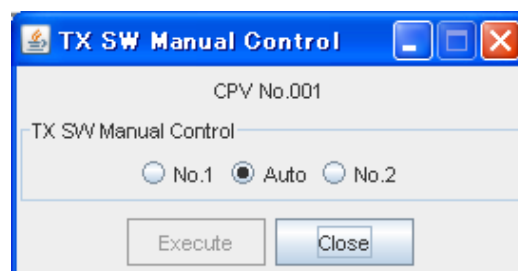 TX SW Manual Control
CPV No.001
TX SW Manual Control
No.1 Auto No.2
Execute Close